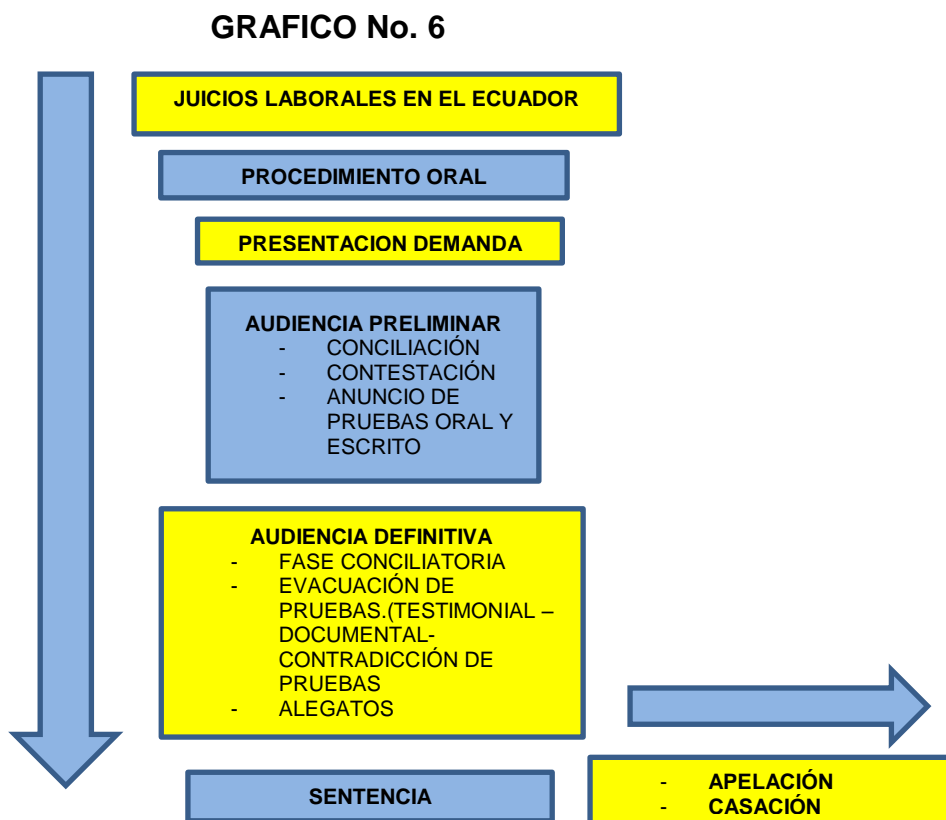 GRAFICO No. 6
JUICIOS LABORALES EN EL ECUADOR
PROCEDIMIENTO ORAL
PRESENTACION DEMANDA
AUDIENCIA PRELIMINAR
- CONCILIACIÓN
- CONTESTACIÓN
- ANUNCIO DE
PRUEBAS ORAL Y
ESCRITO
AUDIENCIA DEFINITIVA
- FASE CONCILIATORIA
- EVACUACIÓN DE
PRUEBAS.(TESTIMONIAL –
DOCUMENTAL-
CONTRADICCIÓN DE
PRUEBAS
- ALEGATOS
SENTENCIA
- APELACIÓN
- CASACIÓN